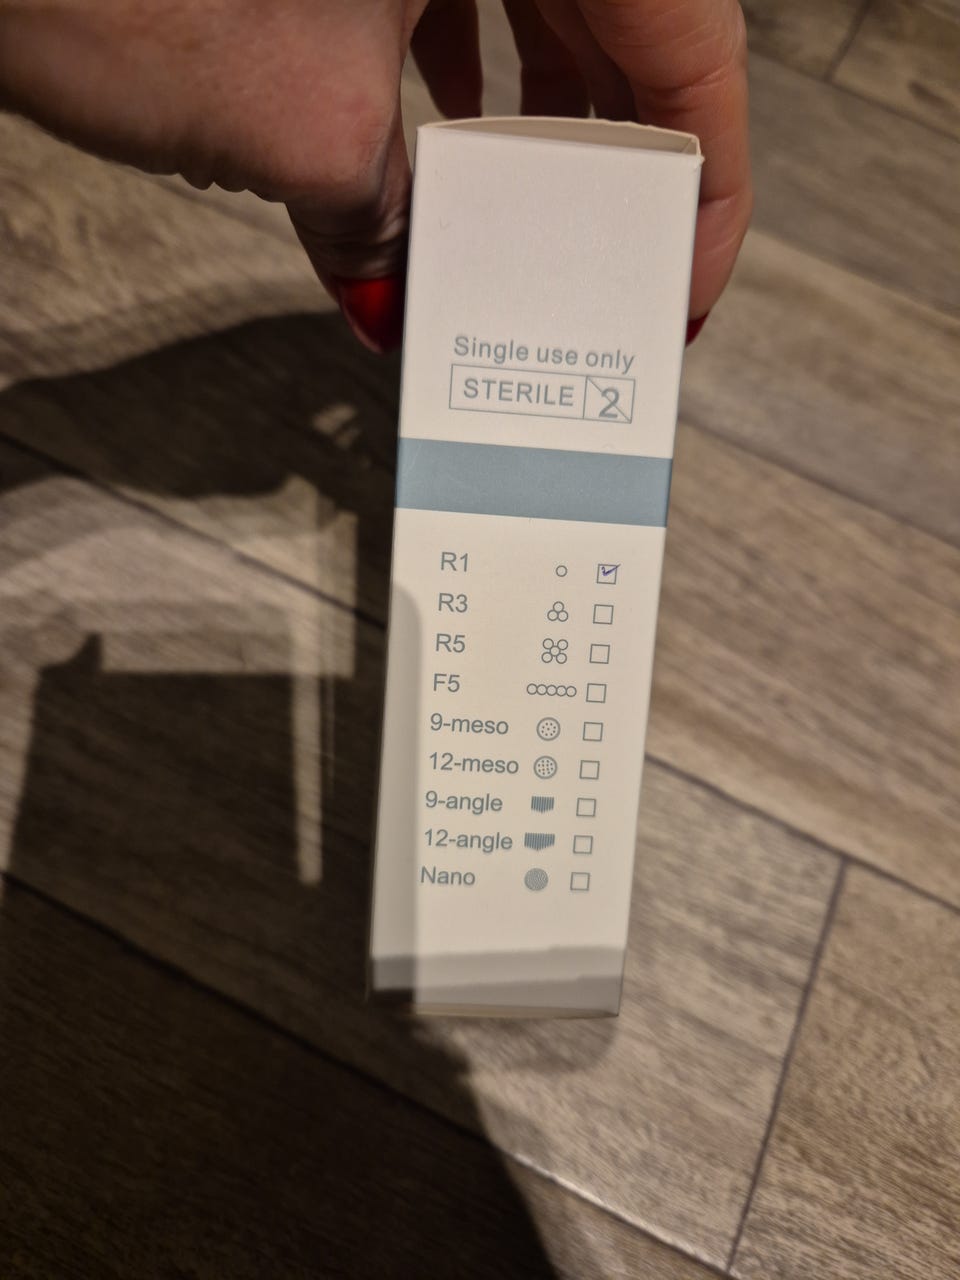 Single use only
STERILE 2
R1
R3
R5
F5
9-meso
12-meso
9-angle
12-angle
Nano